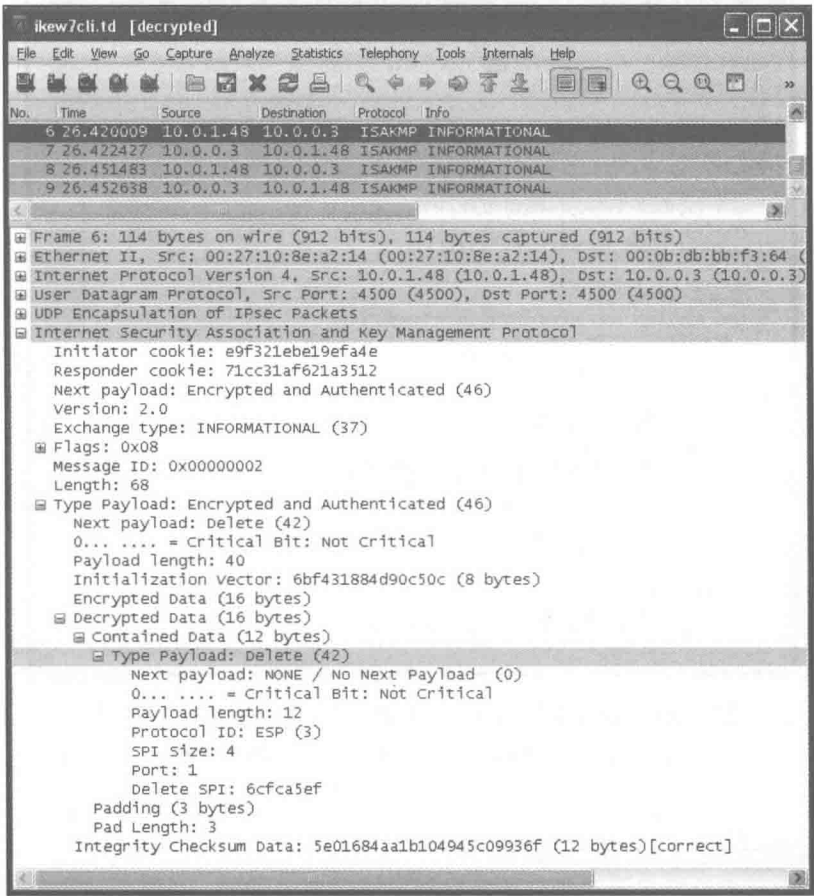 ikew7cli.td [decrypted]
File Edit View Go Capture Analyze Statistics Telephony Tools Internals Help
No. Time Source Destination Protocol Info
6 26.420009 10.0.1.48 10.0.0.3 ISAKMP INFORMATIONAL
7 26.422427 10.0.0.3 10.0.1.48 ISAKMP INFORMATIONAL
8 26.451483 10.0.1.48 10.0.0.3 ISAKMP INFORMATIONAL
9 26.452638 10.0.0.3 10.0.1.48 ISAKMP INFORMATIONAL
Frame 6: 114 bytes on wire (912 bits), 114 bytes captured (912 bits)
Ethernet II, Src: 00:27:10:8e:a2:14 (00:27:10:8e:a2:14), Dst: 00:0b:db:bb:f3:64 (
Internet Protocol Version 4, Src: 10.0.1.48 (10.0.1.48), Dst: 10.0.0.3 (10.0.0.3)
User Datagram Protocol, Src Port: 4500 (4500), Dst Port: 4500 (4500)
UDP Encapsulation of IPsec Packets
Internet Security Association and Key Management Protocol
Initiator cookie: e9f321ebe19efa4e
Responder cookie: 71cc31af621a3512
Next payload: Encrypted and Authenticated (46)
Version: 2.0
Exchange type: INFORMATIONAL (37)
Flags: 0x08
Message ID: 0x00000002
Length: 68
Type Payload: Encrypted and Authenticated (46)
Next payload: Delete (42)
0... .... = Critical Bit: Not Critical
Payload length: 40
Initialization Vector: 6bf431884d90c50c (8 bytes)
Encrypted Data (16 bytes)
Decrypted Data (16 bytes)
Contained Data (12 bytes)
Type Payload: Delete (42)
Next payload: NONE / No Next Payload (0)
0... .... = Critical Bit: Not Critical
Payload length: 12
Protocol ID: ESP (3)
SPI Size: 4
Port: 1
Delete SPI: 6cfca5ef
Padding (3 bytes)
Pad Length: 3
Integrity Checksum Data: 5e01684aa1b104945c09936f (12 bytes)[correct]